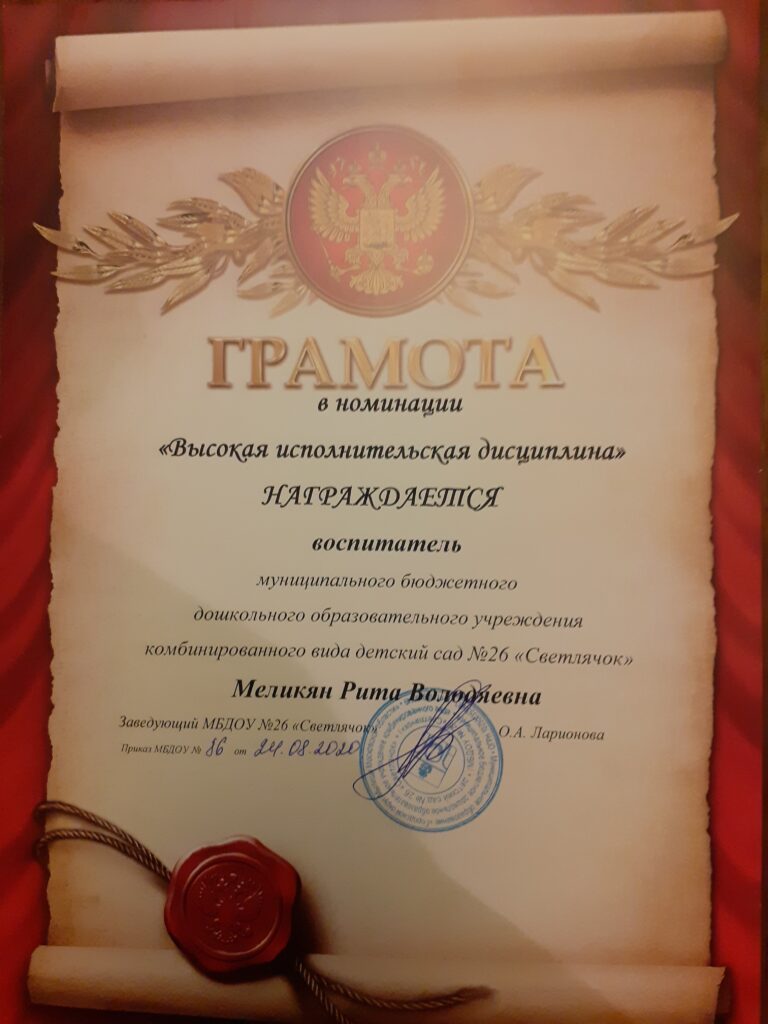 ГРАМОТА
в номинации
«Высокая исполнительская дисциплина»
НАГРАЖДАЕТСЯ
воспитатель
муниципального бюджетного
дошкольного образовательного учреждения
комбинированного вида детский сад №26 «Светлячок»
Меликян Рита Володяевна
Заведующий МБДОУ №26 «Светлячок» О.А. Ларионова
Приказ МБДОУ № 86 от 24.08.2020